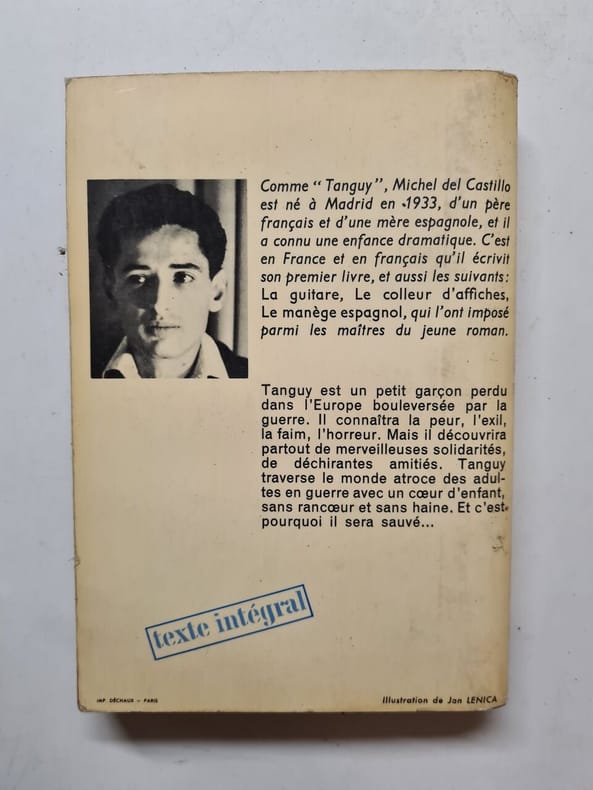 Comme “Tanguy”, Michel del Castillo
est né à Madrid en 1933, d’un père
français et d’une mère espagnole, et il
a connu une enfance dramatique. C’est
en France et en français qu’il écrivit
son premier livre, et aussi les suivants:
La guitare, Le colleur d’affiches,
Le manège espagnol, qui l’ont imposé
parmi les maîtres du jeune roman.
Tanguy est un petit garçon perdu
dans l’Europe bouleversée par la
guerre. Il connaîtra la peur, l’exil,
la faim, l’horreur. Mais il découvrira
partout de merveilleuses solidarités,
de déchirantes amitiés. Tanguy
traverse le monde atroce des adul-
tes en guerre avec un cœur d’enfant,
sans rancœur et sans haine. Et c’est
pourquoi il sera sauvé...
texte intégral
IMP. DÉCHAUX - PARIS
Illustration de Jan LENICA